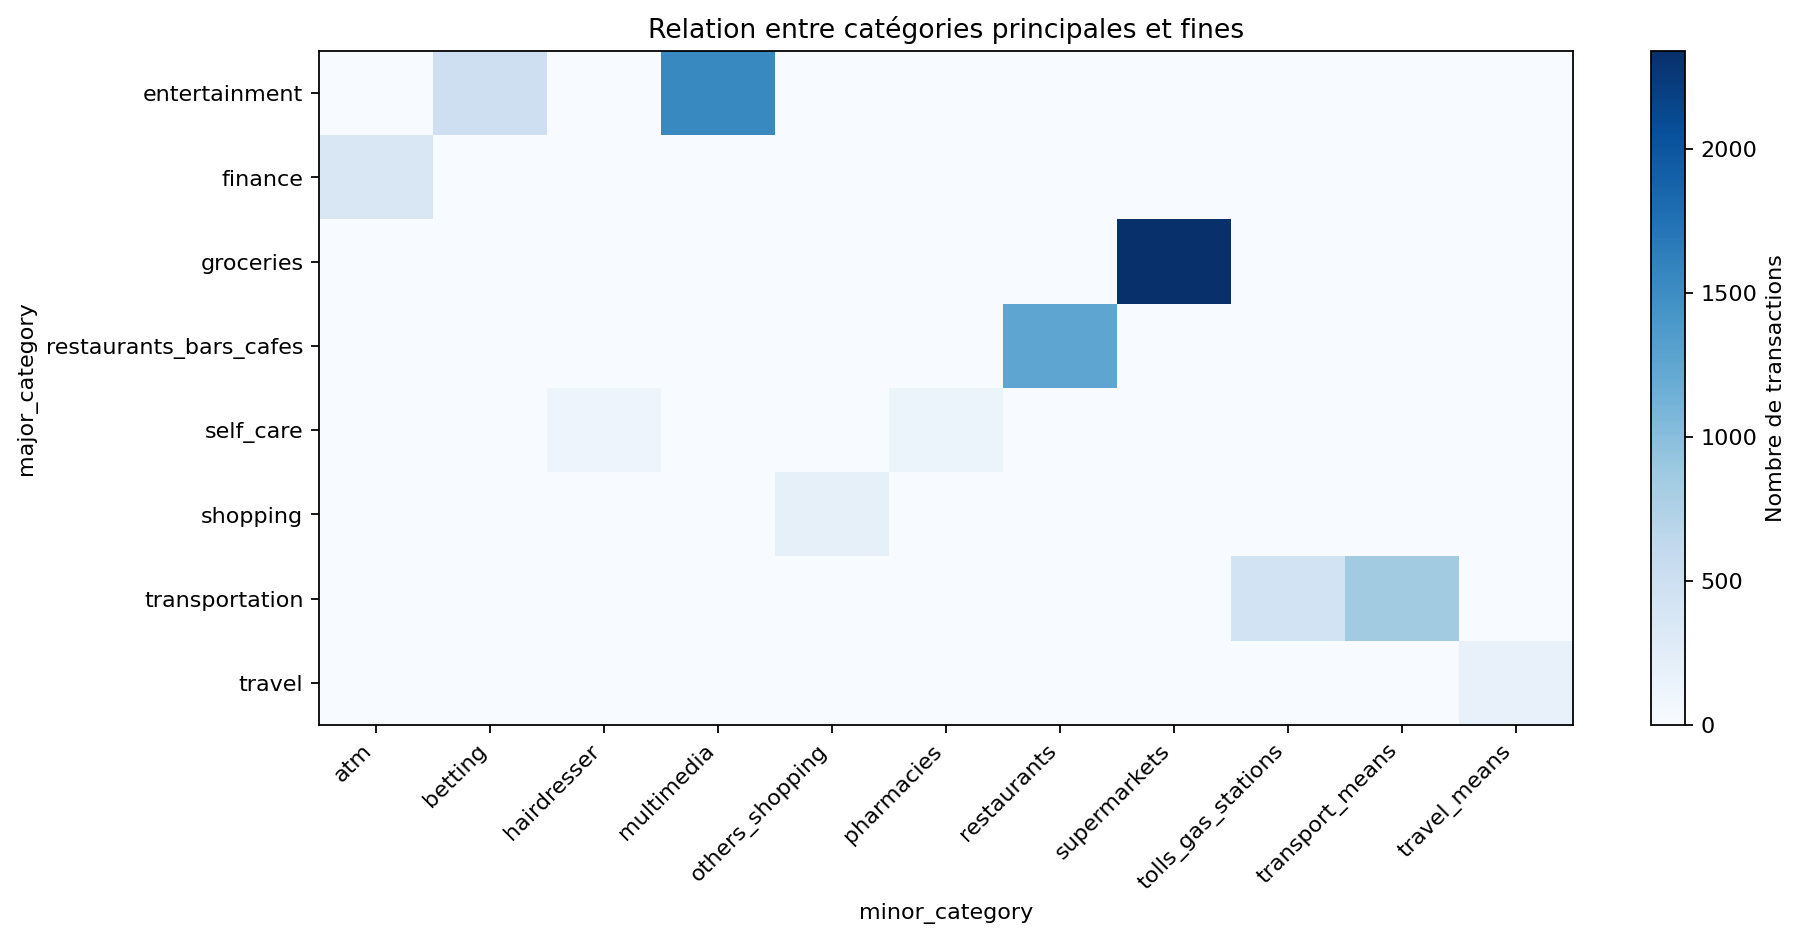 Relation entre catégories principales et fines
entertainment
finance
groceries
restaurants_bars_cafes
self_care
shopping
transportation
travel
major_category
atm
betting
hairdresser
multimedia
others_shopping
pharmacies
restaurants
supermarkets
tolls_gas_stations
transport_means
travel_means
minor_category
2000
1500
1000
500
0
Nombre de transactions